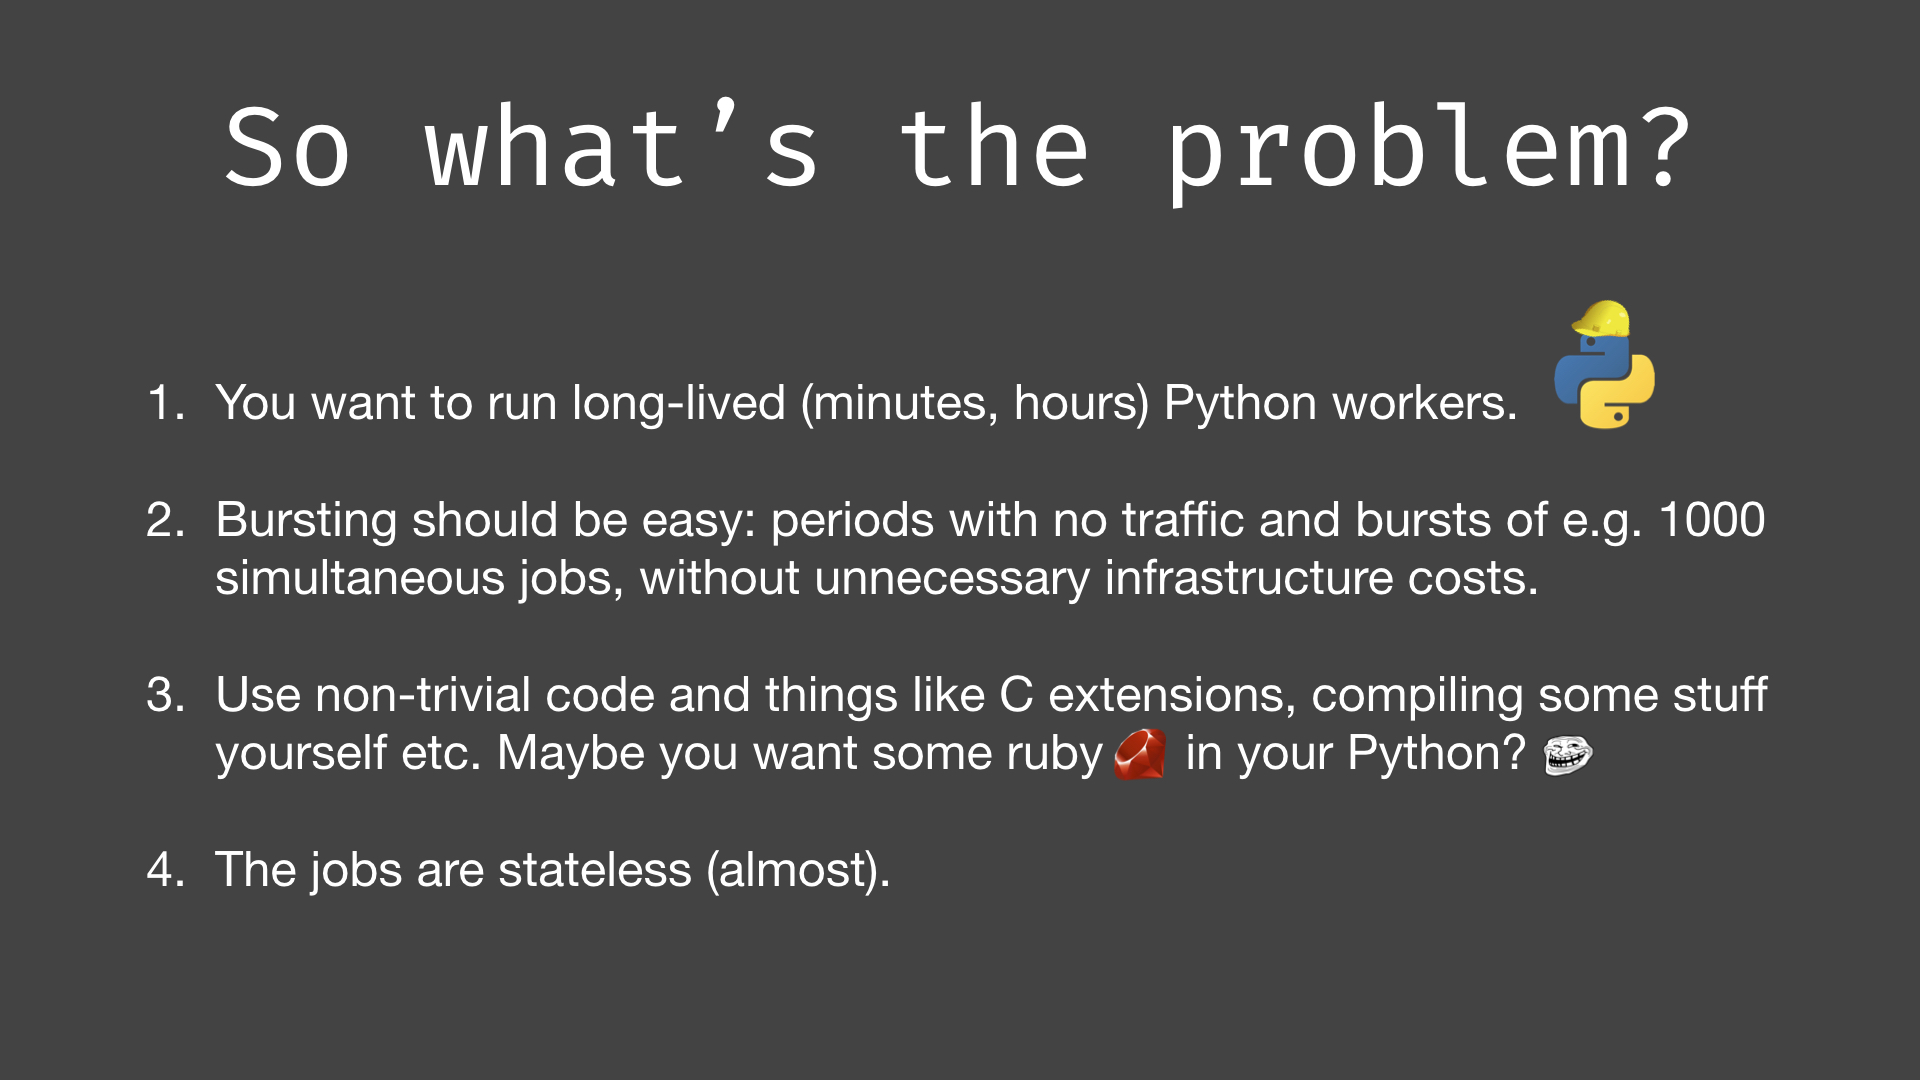 So what’s the problem?
1. You want to run long-lived (minutes, hours) Python workers.
2. Bursting should be easy: periods with no traffic and bursts of e.g. 1000
simultaneous jobs, without unnecessary infrastructure costs.
3. Use non-trivial code and things like C extensions, compiling some stuff
yourself etc. Maybe you want some ruby in your Python?
4. The jobs are stateless (almost).